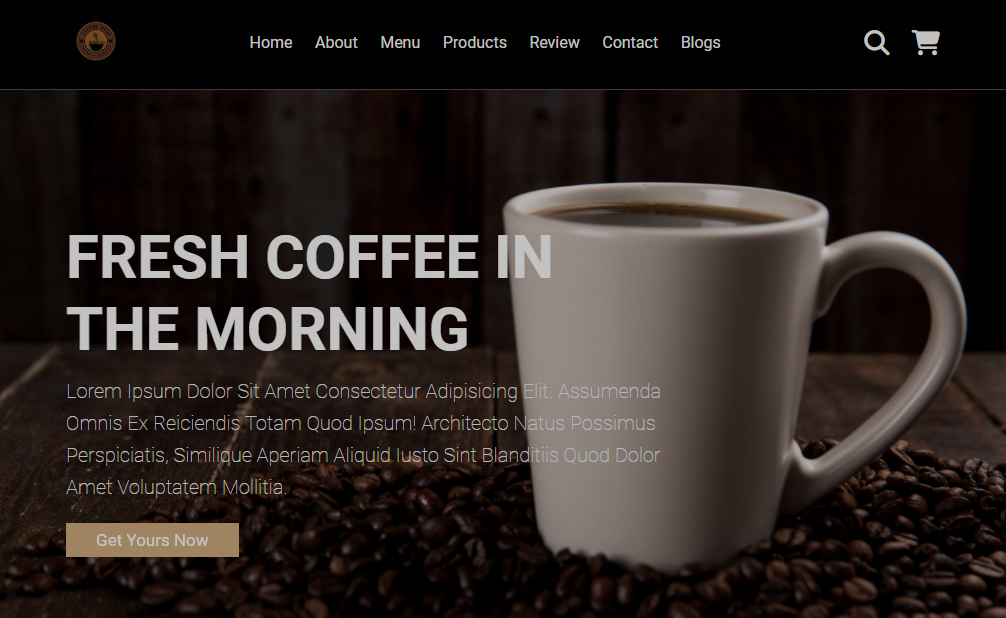 Home About Menu Products Review Contact Blogs
FRESH COFFEE IN
THE MORNING
Lorem Ipsum Dolor Sit Amet Consectetur Adipisicing Elit. Assumenda
Omnis Ex Reiciendis Totam Quod Ipsum! Architecto Natus Possimus
Perspiciatis, Similique Aperiam Aliquid Iusto Sint Blanditiis Quod Dolor
Amet Voluptatem Mollitia.
Get Yours Now